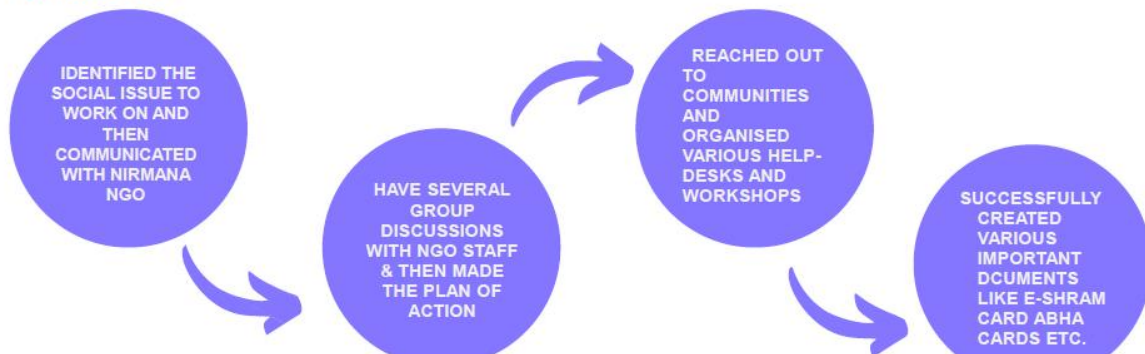 IDENTIFIED THE
SOCIAL ISSUE TO
WORK ON AND
THEN
COMMUNICATED
WITH NIRMANA
NGO
HAVE SEVERAL
GROUP
DISCUSSIONS
WITH NGO STAFF
& THEN MADE
THE PLAN OF
ACTION
REACHED OUT
TO
COMMUNITIES
AND
ORGANISED
VARIOUS HELP-
DESKS AND
WORKSHOPS
SUCCESSFULLY
CREATED
VARIOUS
IMPORTANT
DCUMENTS
LIKE E-SHRAM
CARD ABHA
CARDS ETC.